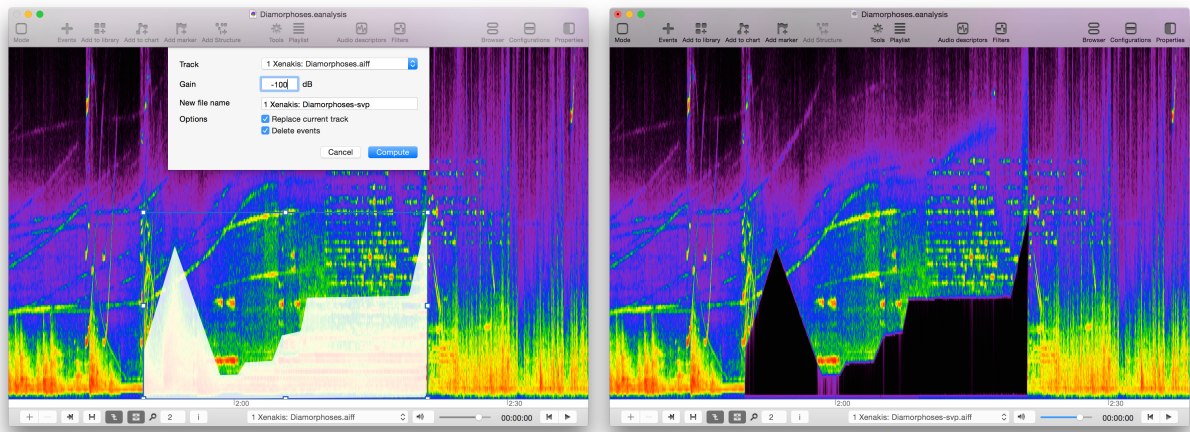 Diamorphoses.eanalysis
Mode Events Add to library Add to chart Add marker Add Structure Tools Playlist Audio descriptors Filters Browser Configurations Properties
Track 1 Xenakis: Diamorphoses.aiff
Gain -100 dB
New file name 1 Xenakis: Diamorphoses-svp
Options Replace current track
Delete events
Cancel Compute
2:00 2:30
2 i 1 Xenakis: Diamorphoses.aiff 00:00:00
Diamorphoses.eanalysis
Mode Events Add to library Add to chart Add marker Add Structure Tools Playlist Audio descriptors Filters Browser Configurations Properties
2:00 2:30
2 i 1 Xenakis: Diamorphoses-svp.aiff 00:00:00